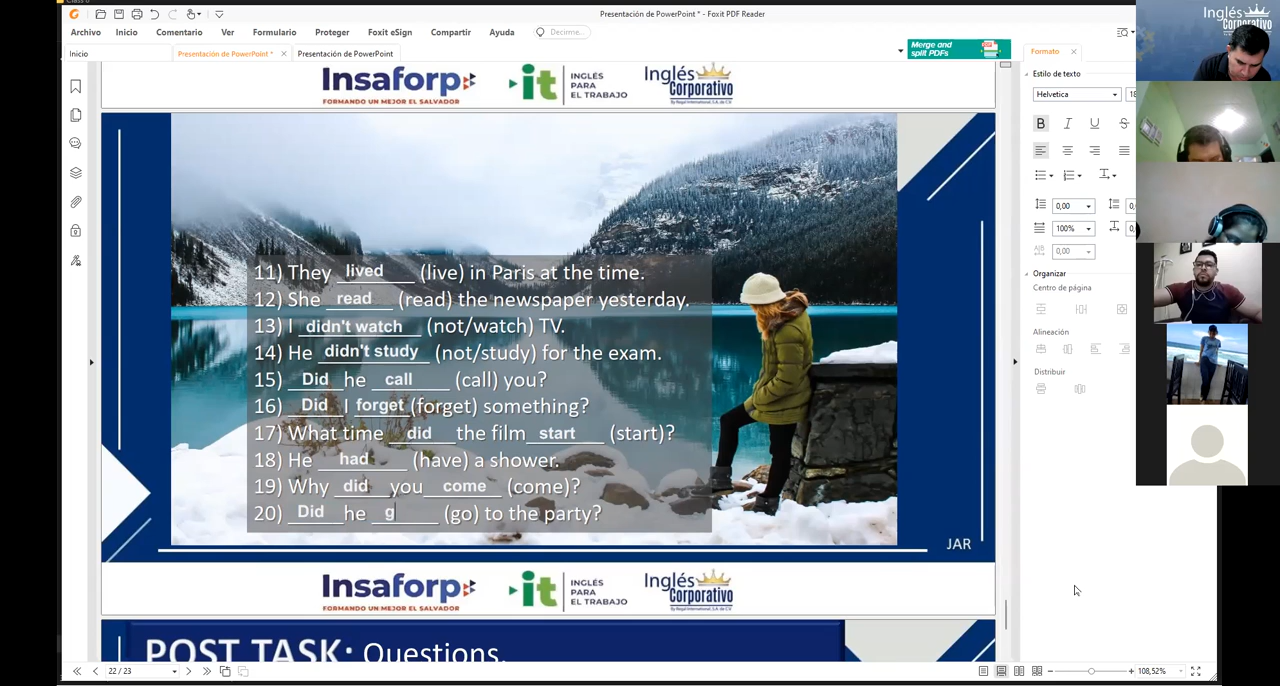 Presentación de PowerPoint * - Foxit PDF Reader
Archivo Inicio Comentario Ver Formulario Proteger Foxit eSign Compartir Ayuda Decirme...
Inicio Presentación de PowerPoint * Presentación de PowerPoint
Merge and split PDFs
Formato
Estilo de texto
Helvetica
B I U S
0,00
100%
0,00
Organizar
Centro de página
Alineación
Distribuir
Insaforp
FORMANDO UN MEJOR EL SALVADOR
it INGLÉS PARA EL TRABAJO
Inglés Corporativo
11) They lived (live) in Paris at the time.
12) She read (read) the newspaper yesterday.
13) I didn't watch (not/watch) TV.
14) He didn't study (not/study) for the exam.
15) Did he call (call) you?
16) Did I forget (forget) something?
17) What time did the film start (start)?
18) He had (have) a shower.
19) Why did you come (come)?
20) Did he g (go) to the party?
JAR
Insaforp
FORMANDO UN MEJOR EL SALVADOR
it INGLÉS PARA EL TRABAJO
Inglés Corporativo
POST TASK: Questions.
22 / 23
108,52%
Inglés Corporativo